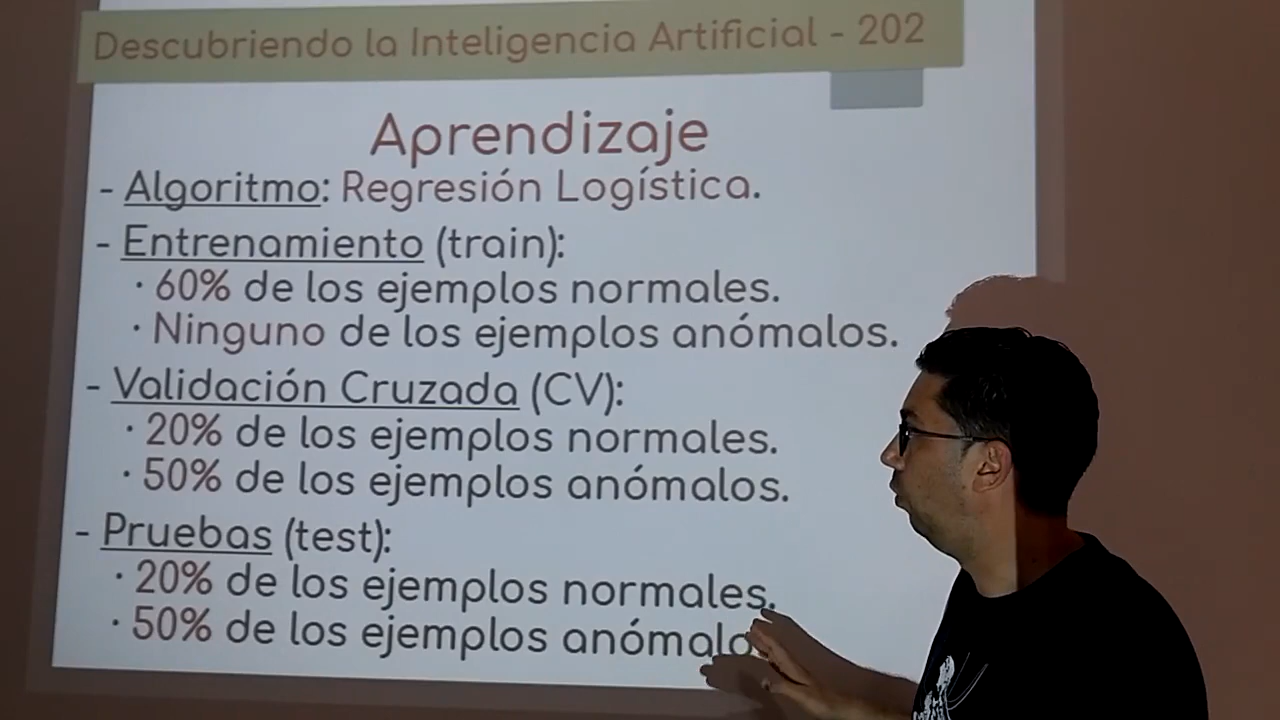 Descubriendo la Inteligencia Artificial - 202
Aprendizaje
- Algoritmo: Regresión Logística.
- Entrenamiento (train):
· 60% de los ejemplos normales.
· Ninguno de los ejemplos anómalos.
- Validación Cruzada (CV):
· 20% de los ejemplos normales.
· 50% de los ejemplos anómalos.
- Pruebas (test):
· 20% de los ejemplos normales.
· 50% de los ejemplos anómalo